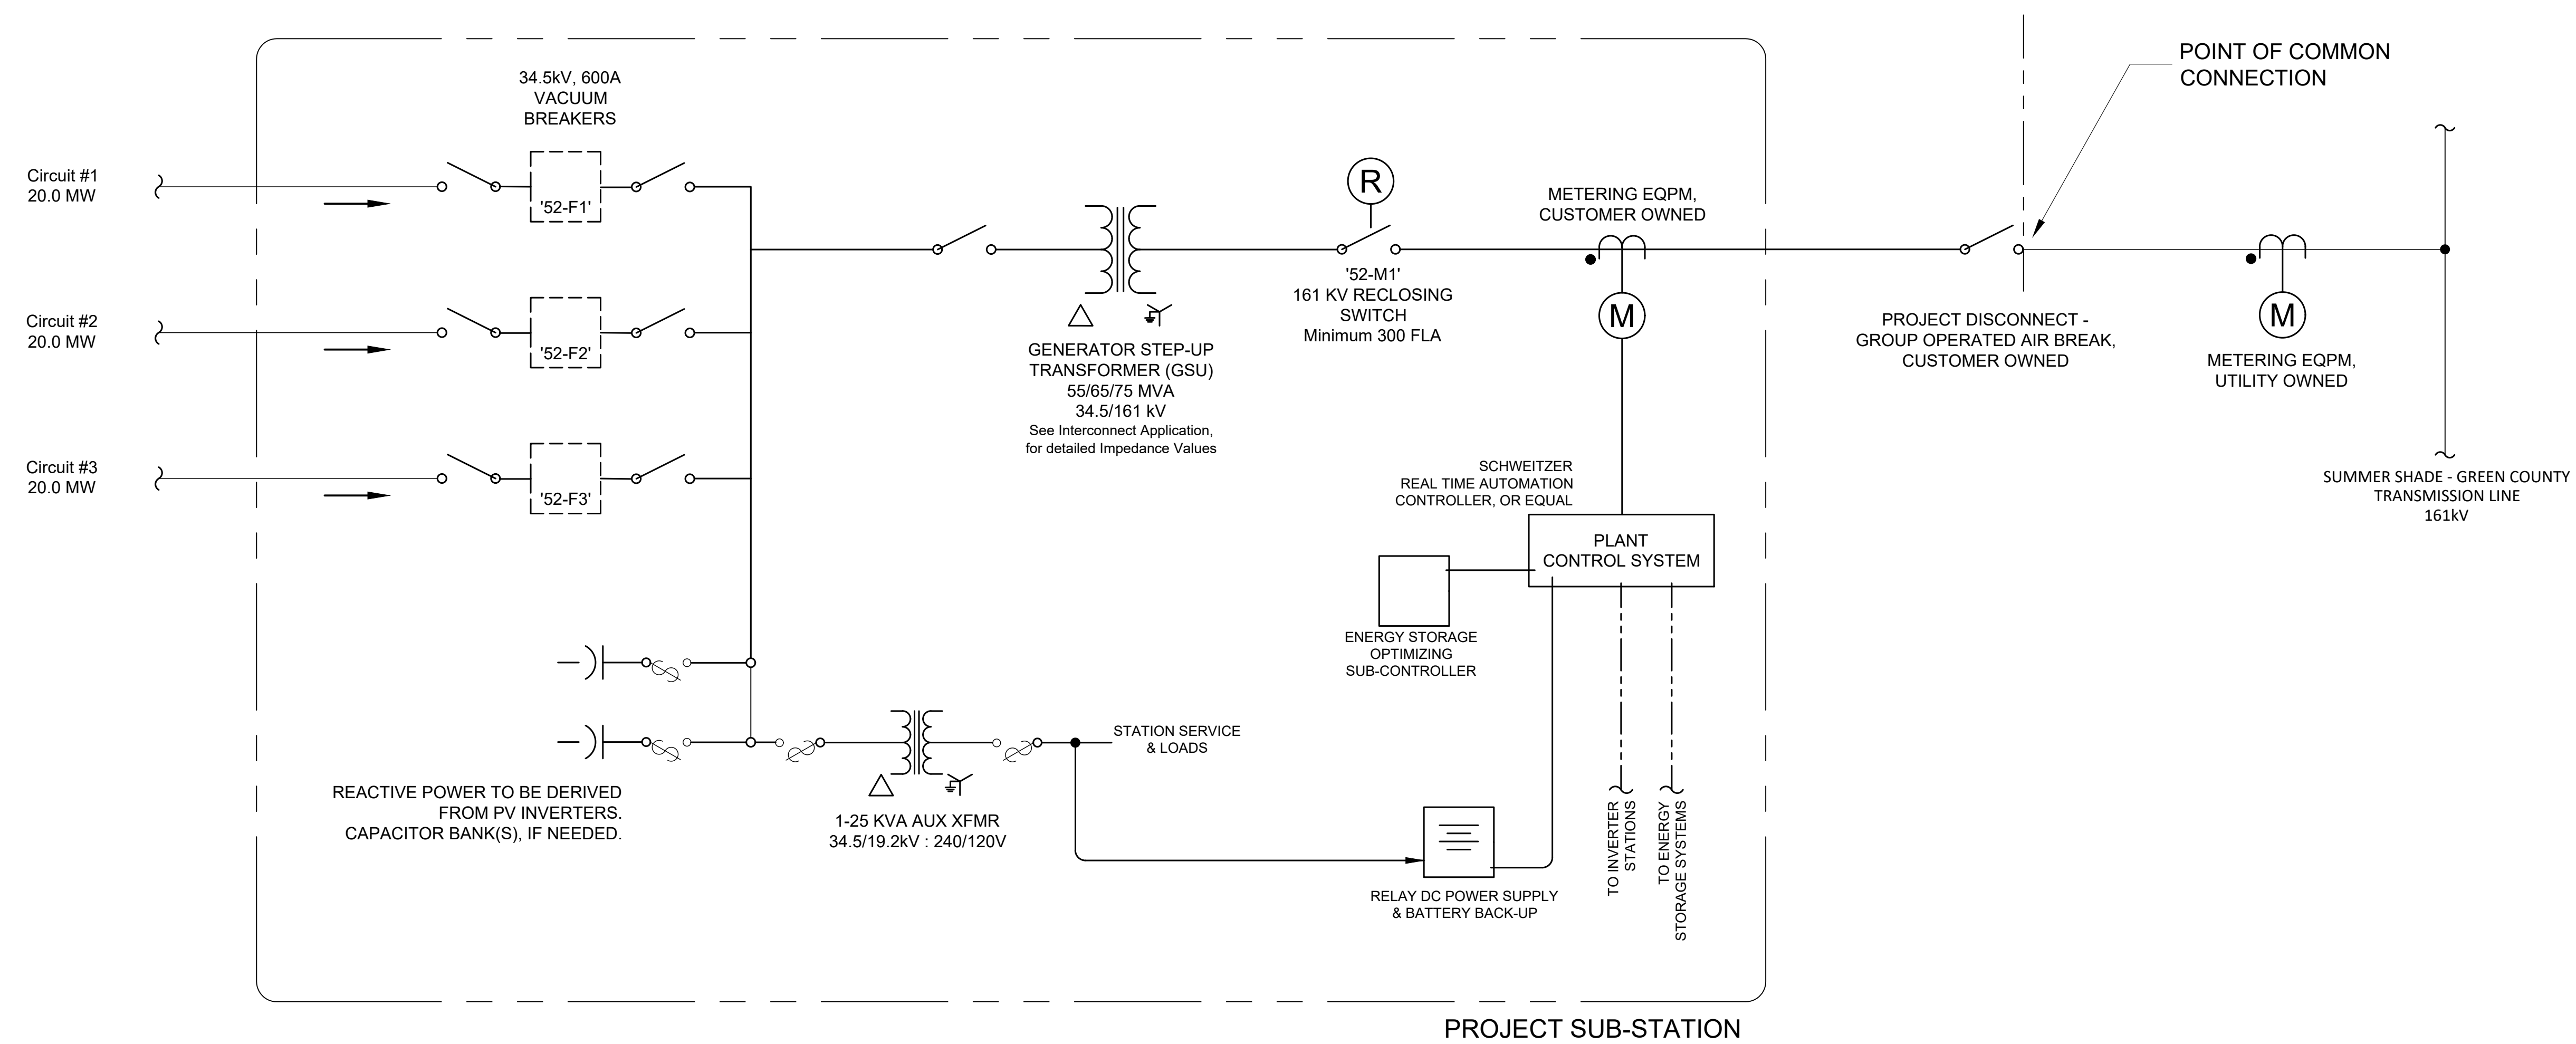 POINT OF COMMON
CONNECTION
34.5kV, 600A
VACUUM
BREAKERS
Circuit #1
20.0 MW
'52-F1'
R
METERING EQPM,
CUSTOMER OWNED
'52-M1'
161 KV RECLOSING
SWITCH
Minimum 300 FLA
M
PROJECT DISCONNECT -
GROUP OPERATED AIR BREAK,
CUSTOMER OWNED
M
METERING EQPM,
UTILITY OWNED
Circuit #2
20.0 MW
'52-F2'
GENERATOR STEP-UP
TRANSFORMER (GSU)
55/65/75 MVA
34.5/161 kV
See Interconnect Application,
for detailed Impedance Values
Circuit #3
20.0 MW
'52-F3'
SCHWEITZER
REAL TIME AUTOMATION
CONTROLLER, OR EQUAL
SUMMER SHADE - GREEN COUNTY
TRANSMISSION LINE
161kV
PLANT
CONTROL SYSTEM
ENERGY STORAGE
OPTIMIZING
SUB-CONTROLLER
STATION SERVICE
& LOADS
REACTIVE POWER TO BE DERIVED
FROM PV INVERTERS.
CAPACITOR BANK(S), IF NEEDED.
1-25 KVA AUX XFMR
34.5/19.2kV : 240/120V
RELAY DC POWER SUPPLY
& BATTERY BACK-UP
TO INVERTER
STATIONS
TO ENERGY
STORAGE SYSTEMS
PROJECT SUB-STATION